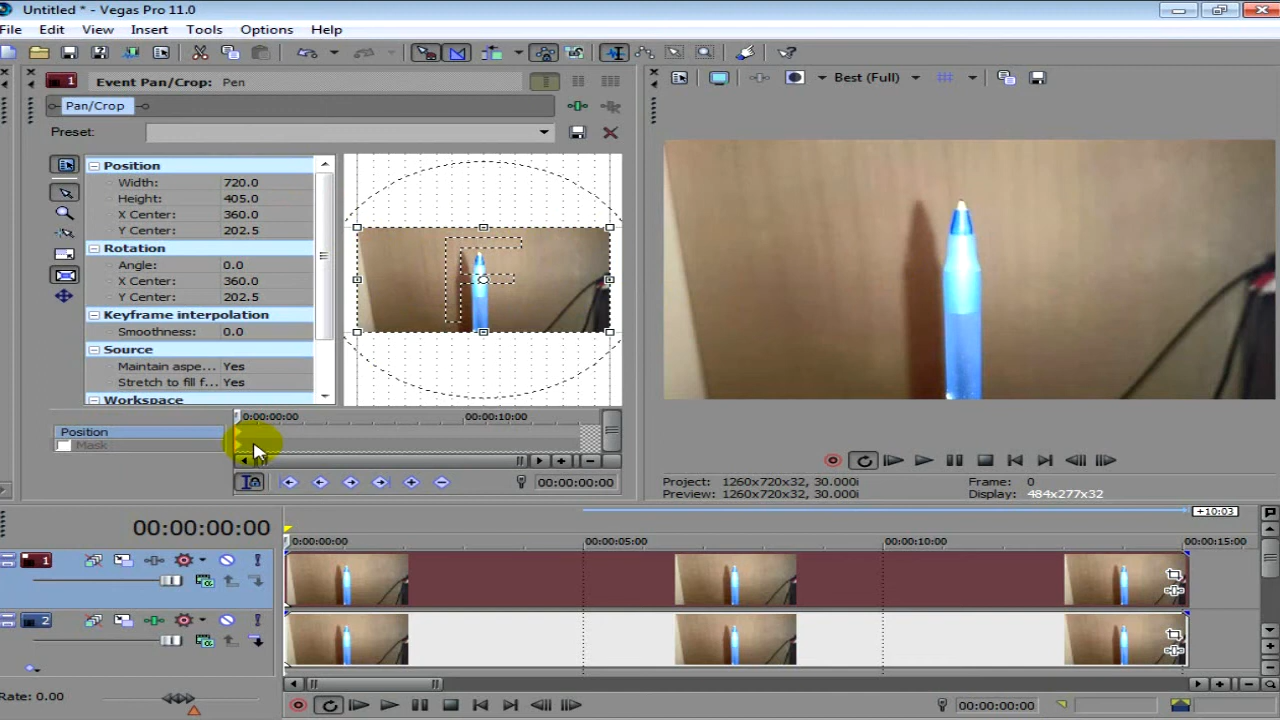 Untitled * - Vegas Pro 11.0
File Edit View Insert Tools Options Help
1 Event Pan/Crop: Pen
Pan/Crop
Preset:
Position
Width: 720.0
Height: 405.0
X Center: 360.0
Y Center: 202.5
Rotation
Angle: 0.0
X Center: 360.0
Y Center: 202.5
Keyframe interpolation
Smoothness: 0.0
Source
Maintain aspe... Yes
Stretch to fill f... Yes
Workspace
0:00:00:00 00:00:10:00
Position
Mask
00:00:00:00
Best (Full)
Project: 1260x720x32, 30.000i
Preview: 1260x720x32, 30.000i
Frame: 0
Display: 484x277x32
00:00:00:00
+10:03
0:00:00:00 00:00:05:00 00:00:10:00 00:00:15:00
1
2
Rate: 0.00
00:00:00:00